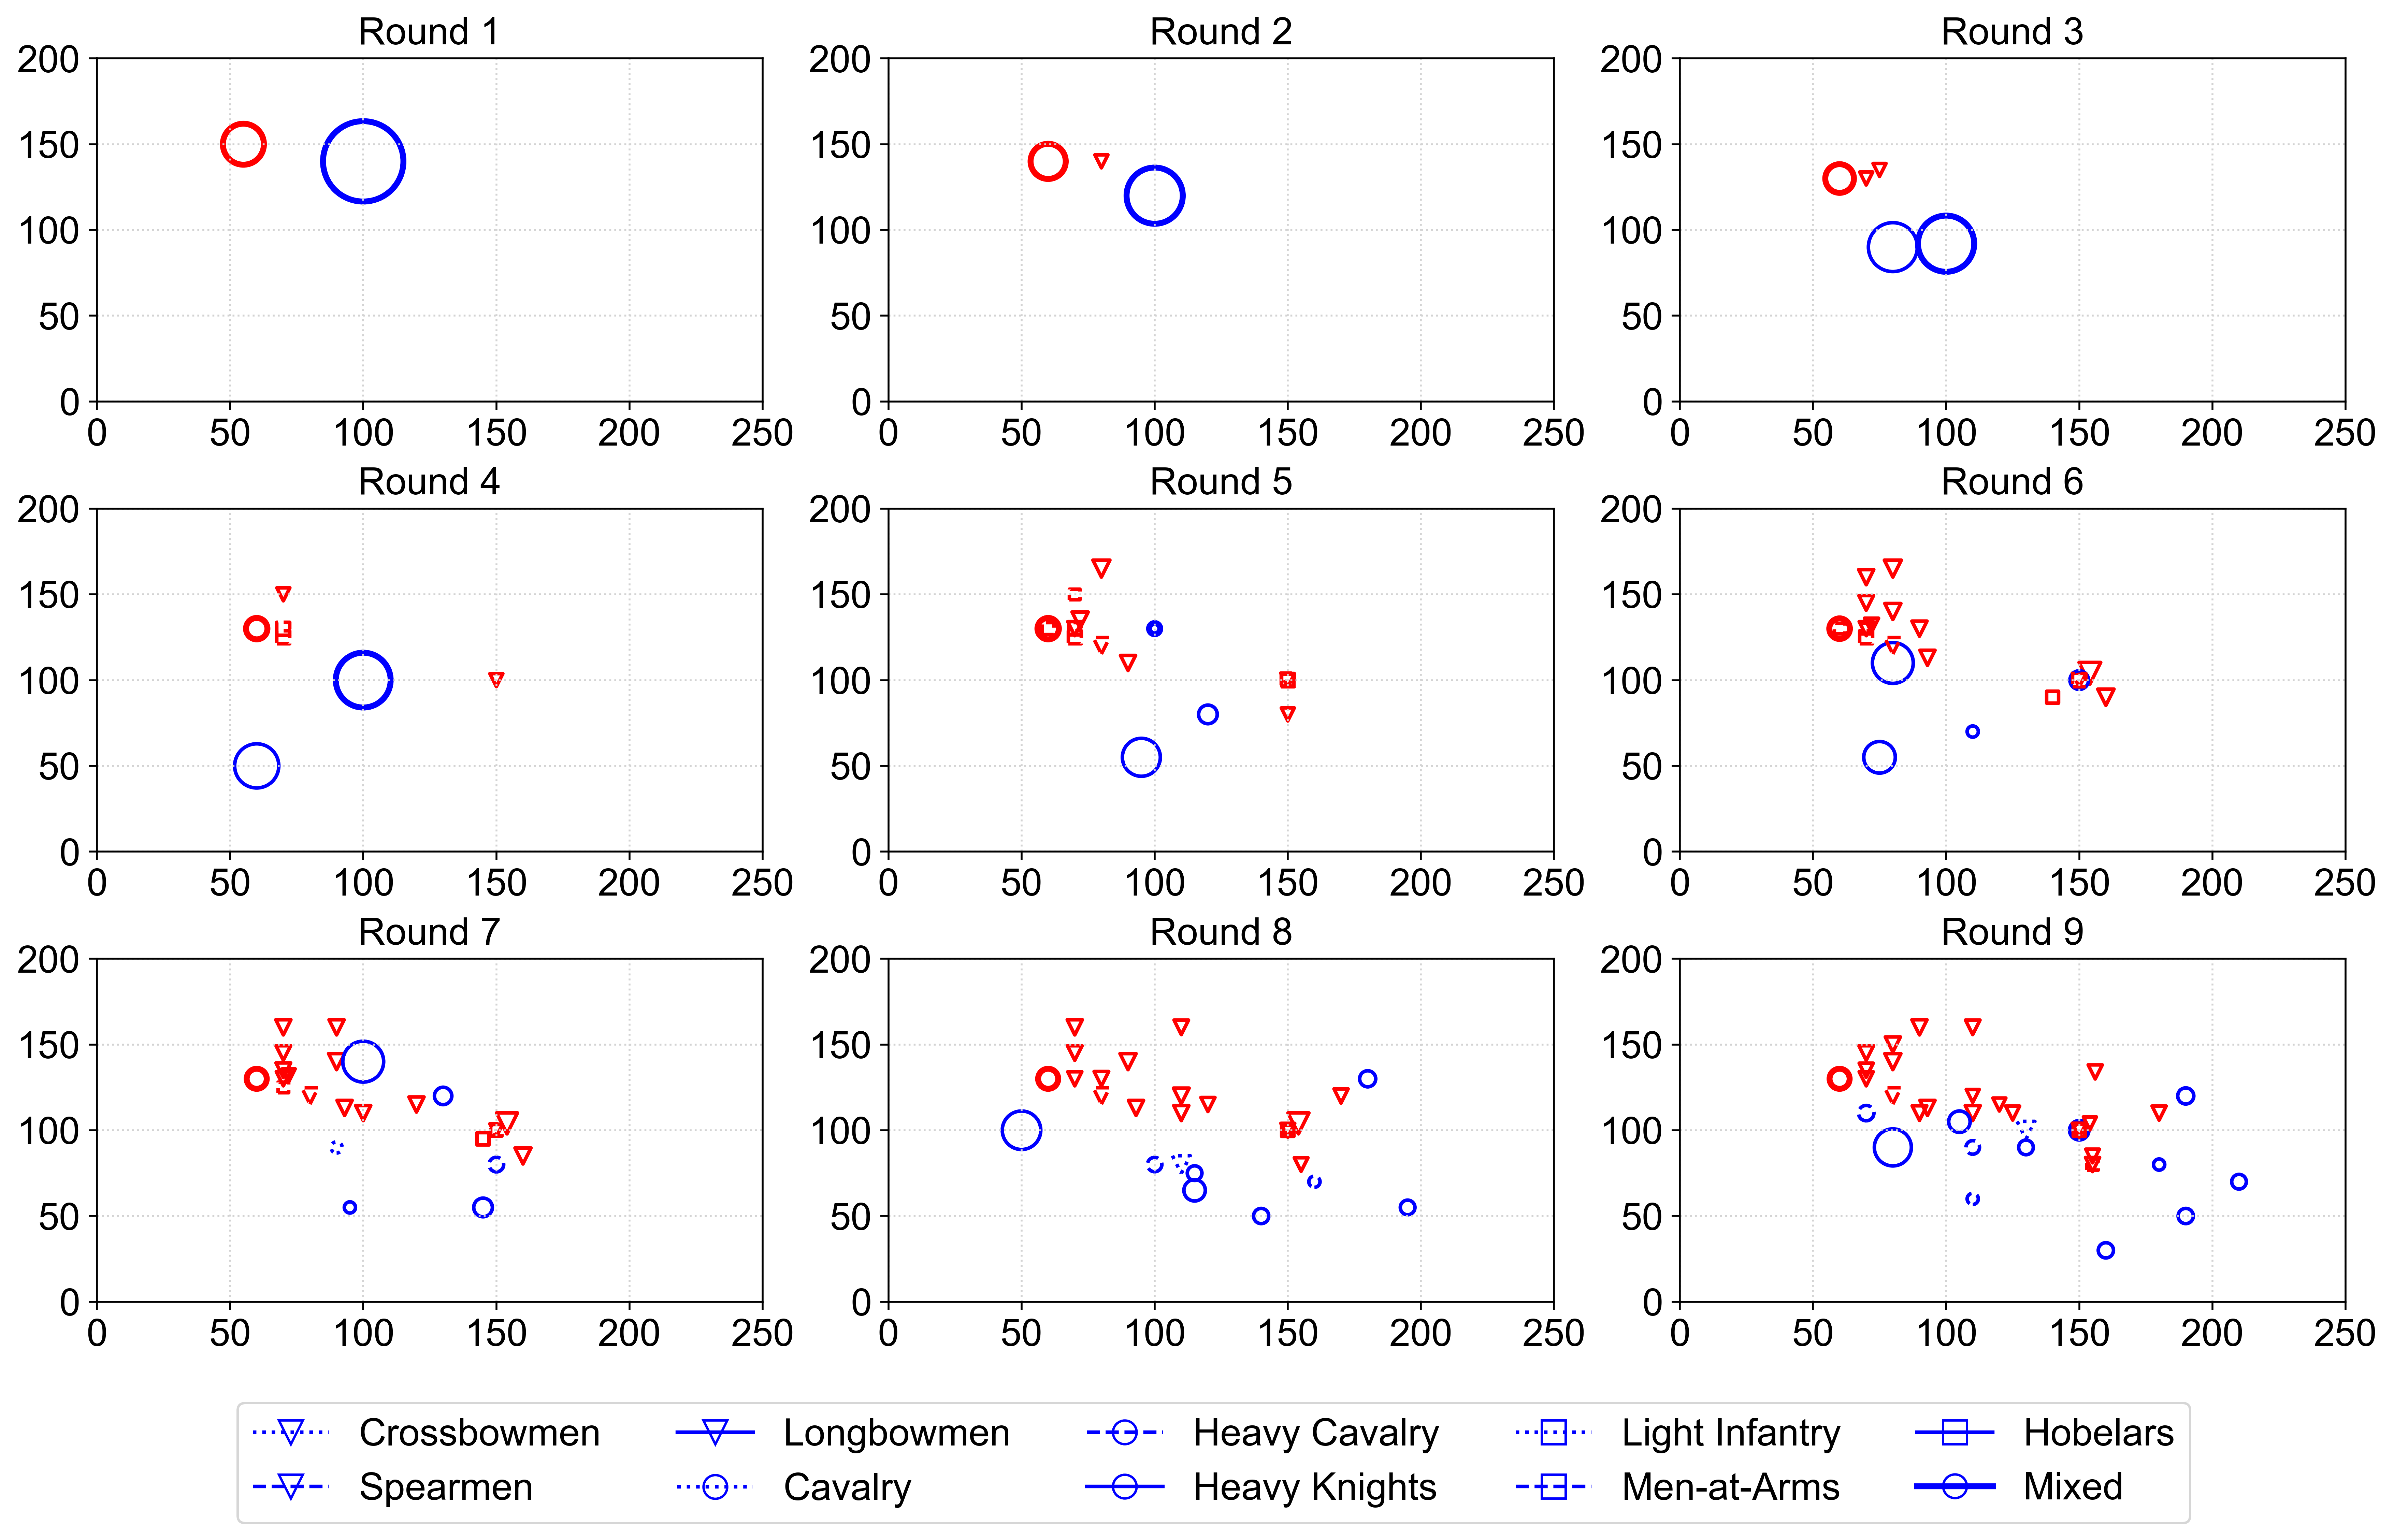 Round 1 Round 2 Round 3
200 200 200
150 150 150
100 100 100
50 50 50
0 0 0
0 50 100 150 200 250 0 50 100 150 200 250 0 50 100 150 200 250
Round 4 Round 5 Round 6
200 200 200
150 150 150
100 100 100
50 50 50
0 0 0
0 50 100 150 200 250 0 50 100 150 200 250 0 50 100 150 200 250
Round 7 Round 8 Round 9
200 200 200
150 150 150
100 100 100
50 50 50
0 0 0
0 50 100 150 200 250 0 50 100 150 200 250 0 50 100 150 200 250
Crossbowmen Longbowmen Heavy Cavalry Light Infantry Hobelars
Spearmen Cavalry Heavy Knights Men-at-Arms Mixed